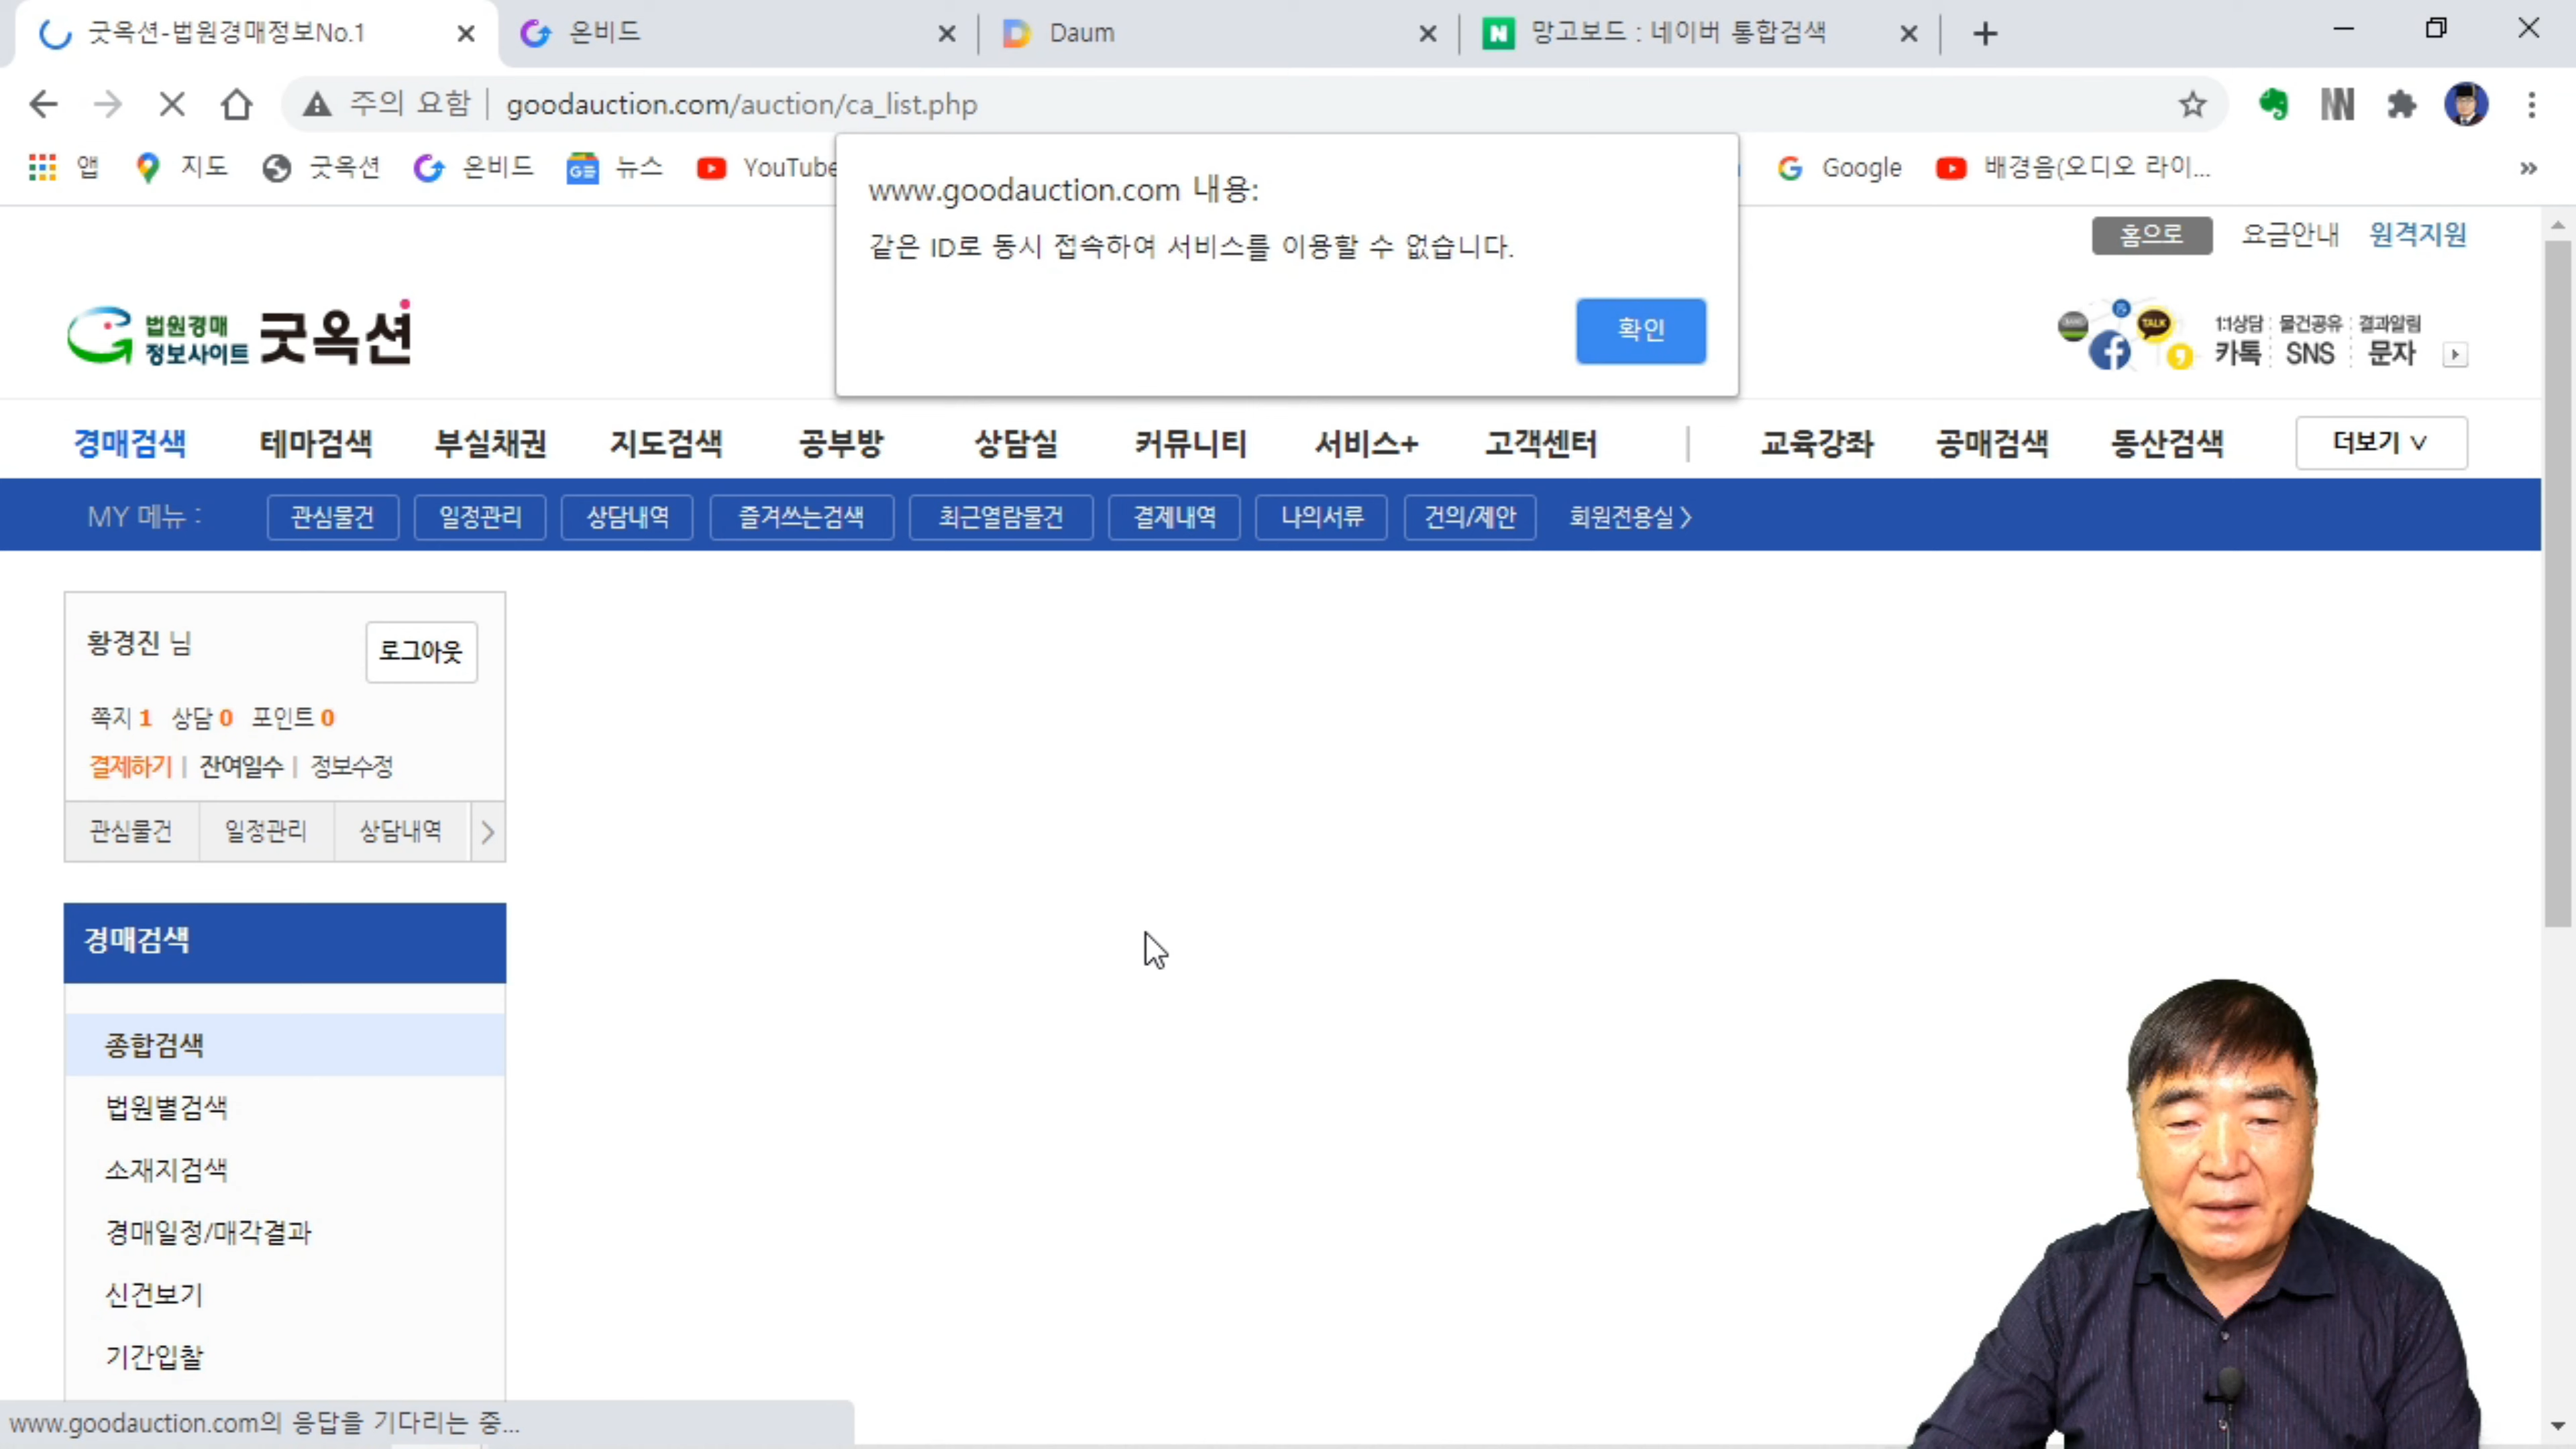 굿옥션-법원경매정보No.1
온비드
Daum
망고보드 : 네이버 통합검색
주의 요함 | goodauction.com/auction/ca_list.php
앱 지도 굿옥션 온비드 뉴스 YouTube Google 배경음(오디오 라이...
www.goodauction.com 내용:
같은 ID로 동시 접속하여 서비스를 이용할 수 없습니다.
확인
홈으로 요금안내 원격지원
법원경매
정보사이트
굿옥션
TALK
1:1상담 물건공유 결과알림
카톡 SNS 문자
경매검색 테마검색 부실채권 지도검색 공부방 상담실 커뮤니티 서비스+ 고객센터 | 교육강좌 공매검색 동산검색 더보기 ∨
MY 메뉴 : 관심물건 일정관리 상담내역 즐겨쓰는검색 최근열람물건 결제내역 나의서류 건의/제안 회원전용실 >
황경진 님 로그아웃
쪽지 1 상담 0 포인트 0
결제하기 | 잔여일수 | 정보수정
관심물건 일정관리 상담내역 >
경매검색
종합검색
법원별검색
소재지검색
경매일정/매각결과
신건보기
기간입찰
www.goodauction.com의 응답을 기다리는 중...